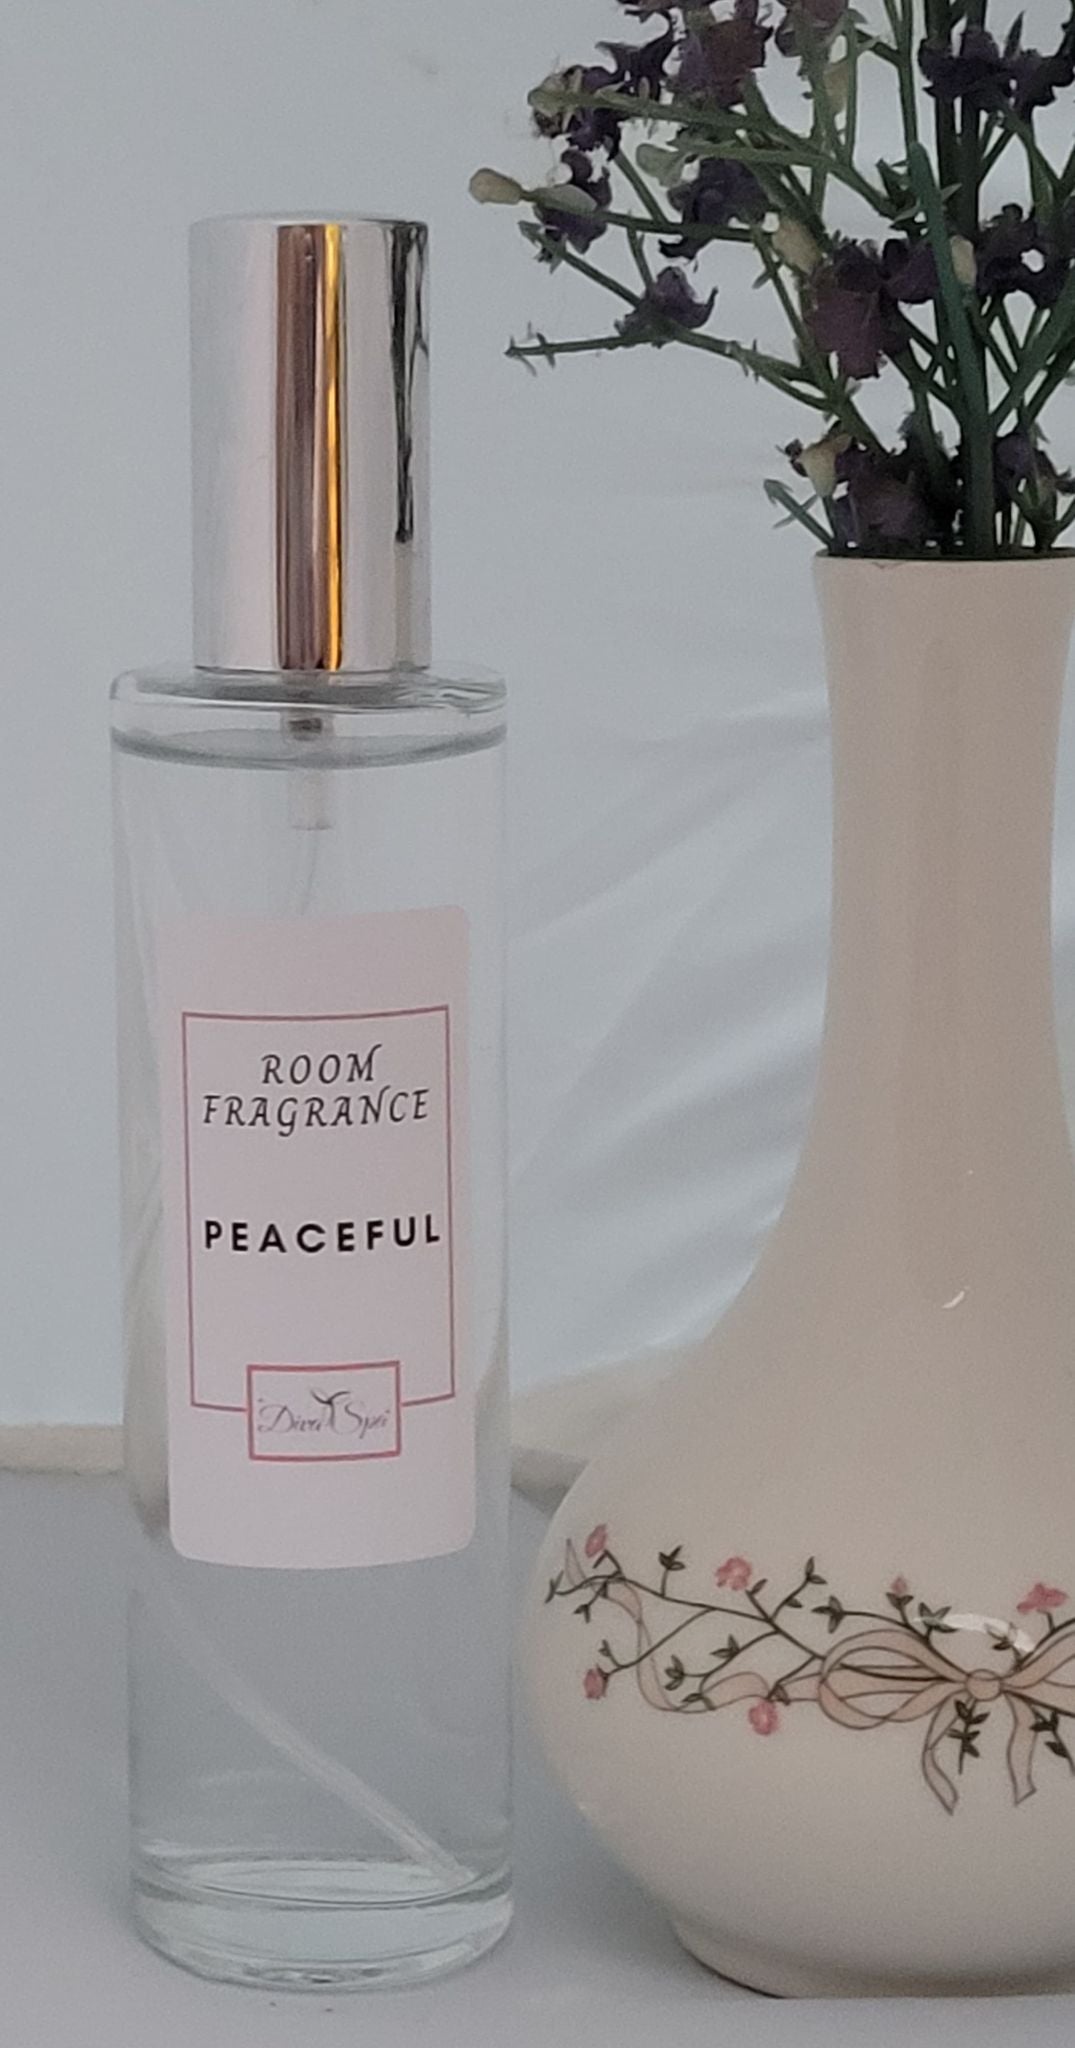 ROOM
FRAGRANCE
PEACEFUL
Diva Spa